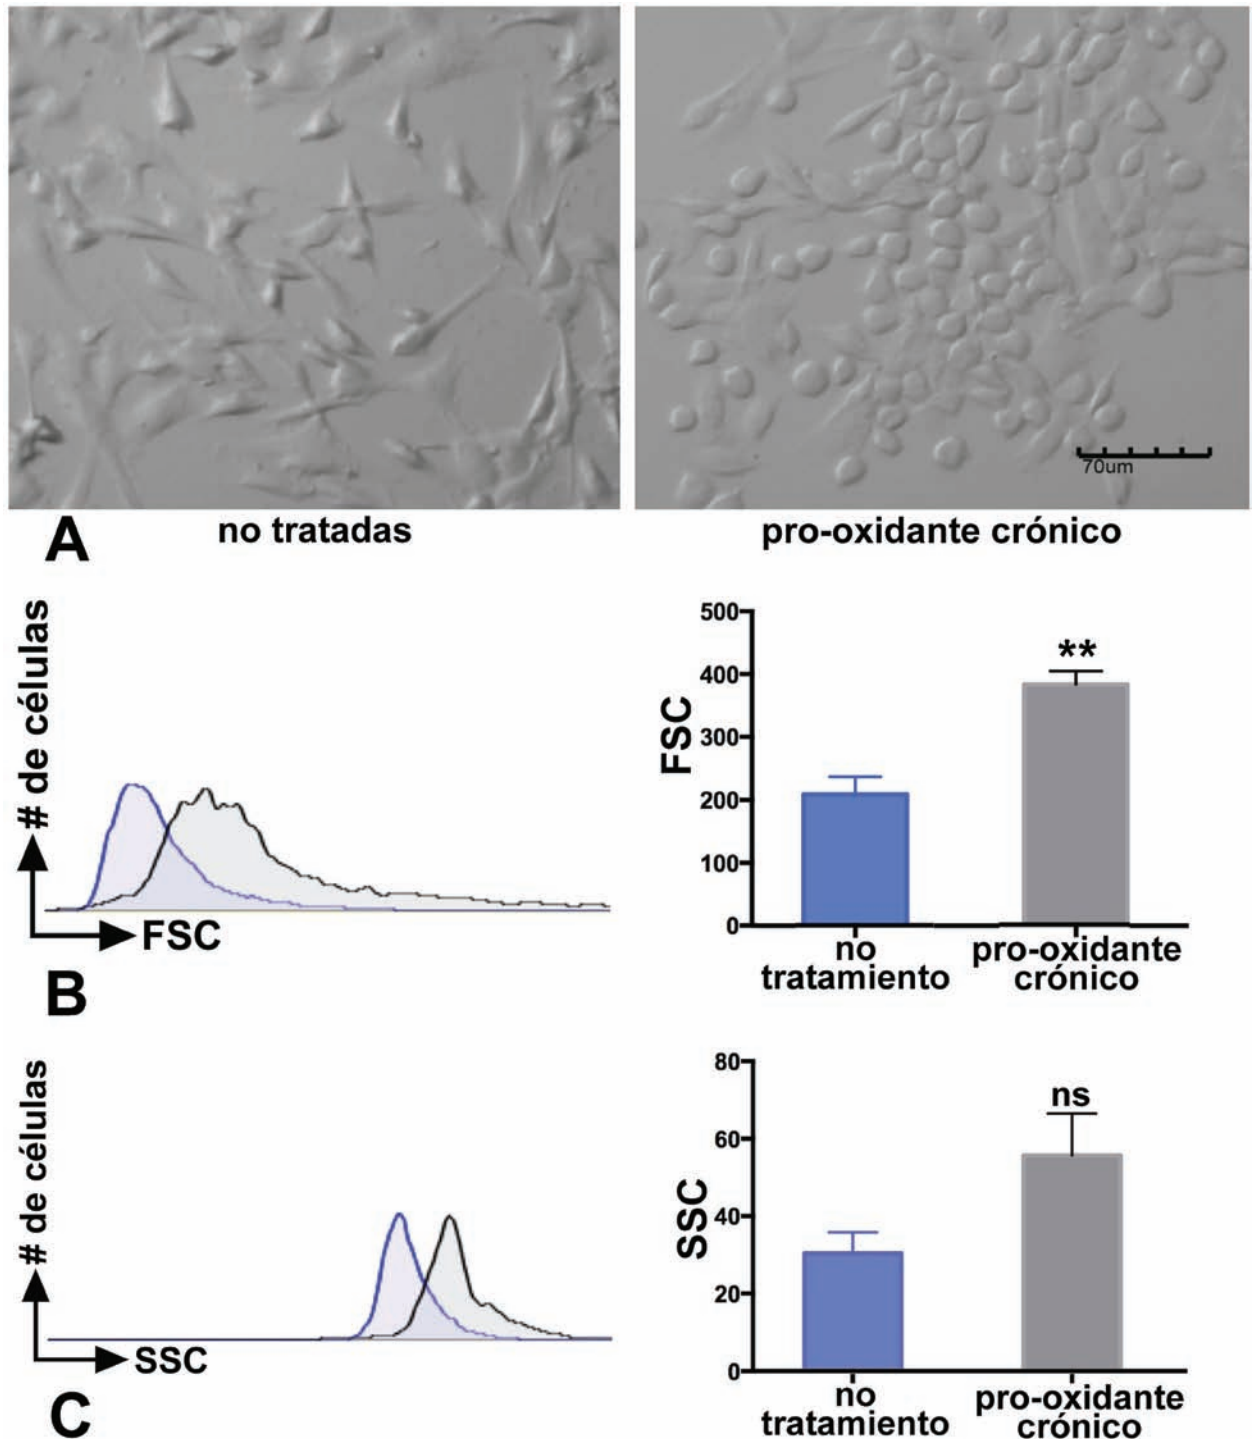 70um
A
no tratadas
pro-oxidante crónico
# de células
FSC
B
FSC
500
400
300
200
100
0
**
no
tratamiento
pro-oxidante
crónico
# de células
SSC
C
SSC
80
60
40
20
0
ns
no
tratamiento
pro-oxidante
crónico